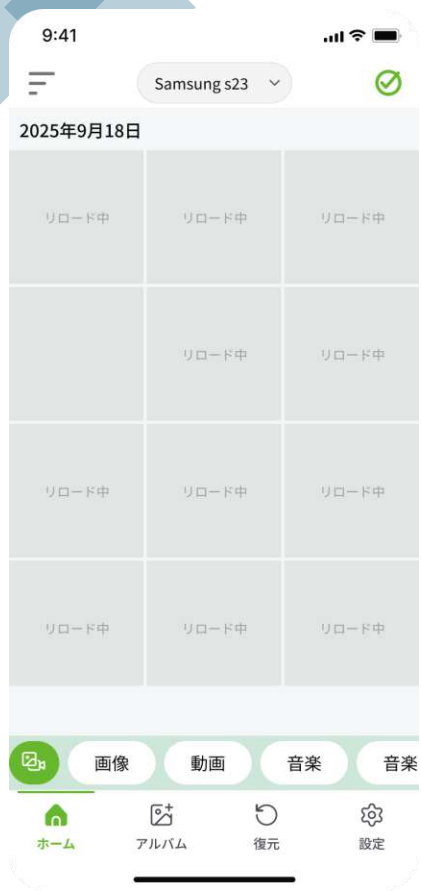 9:41
Samsung s23
2025年9月18日
リロード中 リロード中 リロード中
リロード中 リロード中
リロード中 リロード中 リロード中
リロード中 リロード中 リロード中
画像 動画 音楽 音楽
ホーム アルバム 復元 設定